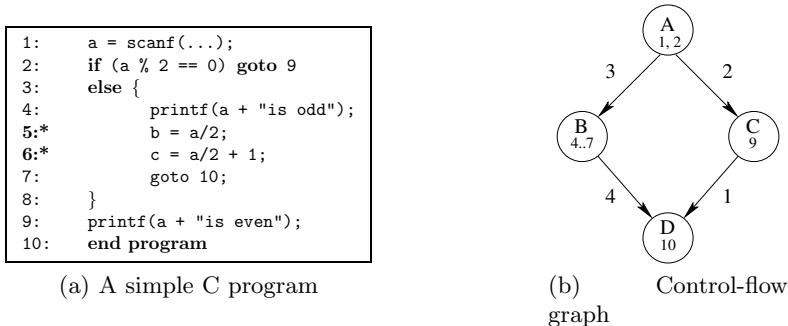 1: a = scanf(...);
2: if (a % 2 == 0) goto 9
3: else {
4: printf(a + "is odd");
5:* b = a/2;
6:* c = a/2 + 1;
7: goto 10;
8: }
9: printf(a + "is even");
10: end program
(a) A simple C program
A
1, 2
3 2
B
4..7
C
9
4 1
D
10
(b) Control-flow
graph